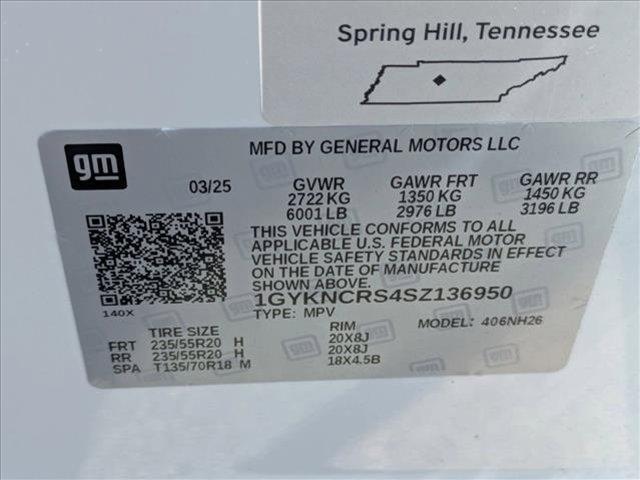 Spring Hill, Tennessee
gm
MFD BY GENERAL MOTORS LLC
03/25 GVWR GAWR FRT GAWR RR
2722 KG 1350 KG 1450 KG
6001 LB 2976 LB 3196 LB
THIS VEHICLE CONFORMS TO ALL
APPLICABLE U.S. FEDERAL MOTOR
VEHICLE SAFETY STANDARDS IN EFFECT
ON THE DATE OF MANUFACTURE
SHOWN ABOVE.
1GYKNCRS4SZ136950
140X TYPE: MPV MODEL: 406NH26
TIRE SIZE RIM
FRT 235/55R20 H 20X8J
RR 235/55R20 H 20X8J
SPA T135/70R18 M 18X4.5B